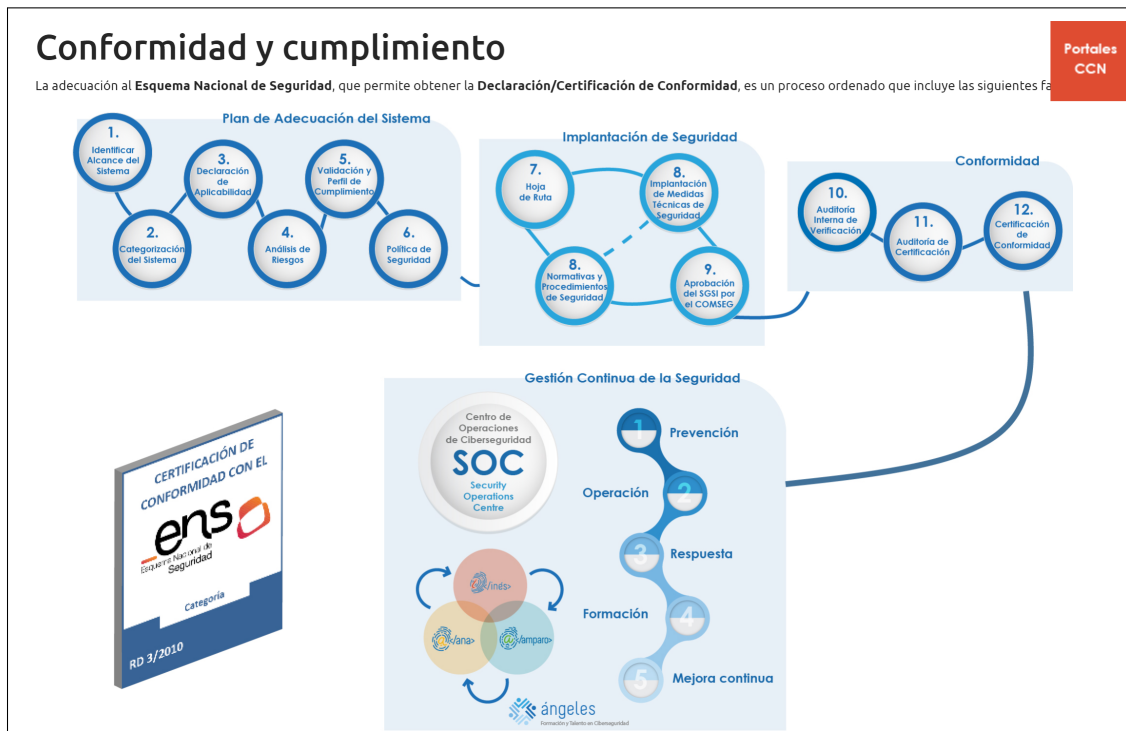 Conformidad y cumplimiento
Portales
CCN
La adecuación al Esquema Nacional de Seguridad, que permite obtener la Declaración/Certificación de Conformidad, es un proceso ordenado que incluye las siguientes fa
Plan de Adecuación del Sistema
1.
Identificar
Alcance del
Sistema
2.
Categorización
del Sistema
3.
Declaración
de
Aplicabilidad
4.
Análisis de
Riesgos
5.
Validación y
Perfil de
Cumplimiento
6.
Política de
Seguridad
Implantación de Seguridad
7.
Hoja
de Ruta
8.
Implantación
de Medidas
Técnicas de
Seguridad
8.
Normativas y
Procedimientos
de Seguridad
9.
Aprobación
del SGSI por
el COMSEG
Conformidad
10.
Auditoría
Interna de
Verificación
11.
Auditoría de
Certificación
12.
Certificación
de
Conformidad
Gestión Continua de la Seguridad
Centro de
Operaciones
de Ciberseguridad
SOC
Security
Operations
Centre
1
Prevención
Operación
2
3
Respuesta
Formación
4
5
Mejora continua
</inés>
</ana>
</amparo>
ángeles
Formación y Talento en Ciberseguridad
CERTIFICACIÓN DE
CONFORMIDAD CON EL
_ens
Esquema Nacional de
Seguridad
Categoría
RD 3/2010